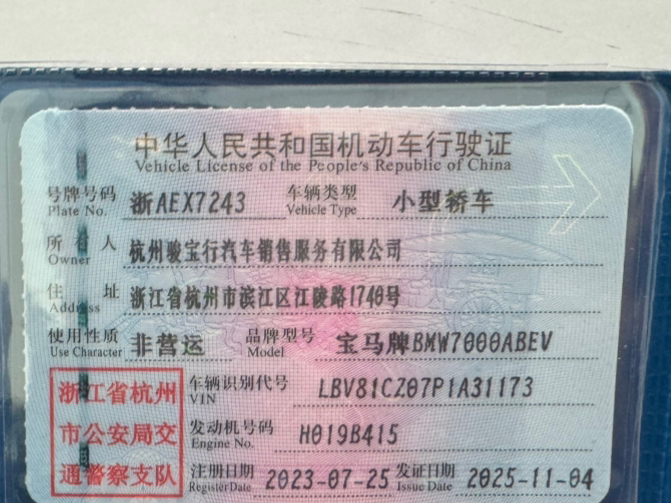 中华人民共和国机动车行驶证
Vehicle License of the People's Republic of China
号牌号码 浙AEX7243 车辆类型 小型轿车
Plate No. Vehicle Type
所有人 杭州骏宝行汽车销售服务有限公司
Owner
住址 浙江省杭州市滨江区江陵路1740号
Address
使用性质 非营运 品牌型号 宝马牌BMW7000ABEV
Use Character Model
浙江省杭州
市公安局交
通警察支队
车辆识别代号 LBV81CZ07P1A31173
VIN
发动机号码 H019B415
Engine No.
注册日期 2023-07-25 发证日期 2025-11-04
Register Date Issue Date